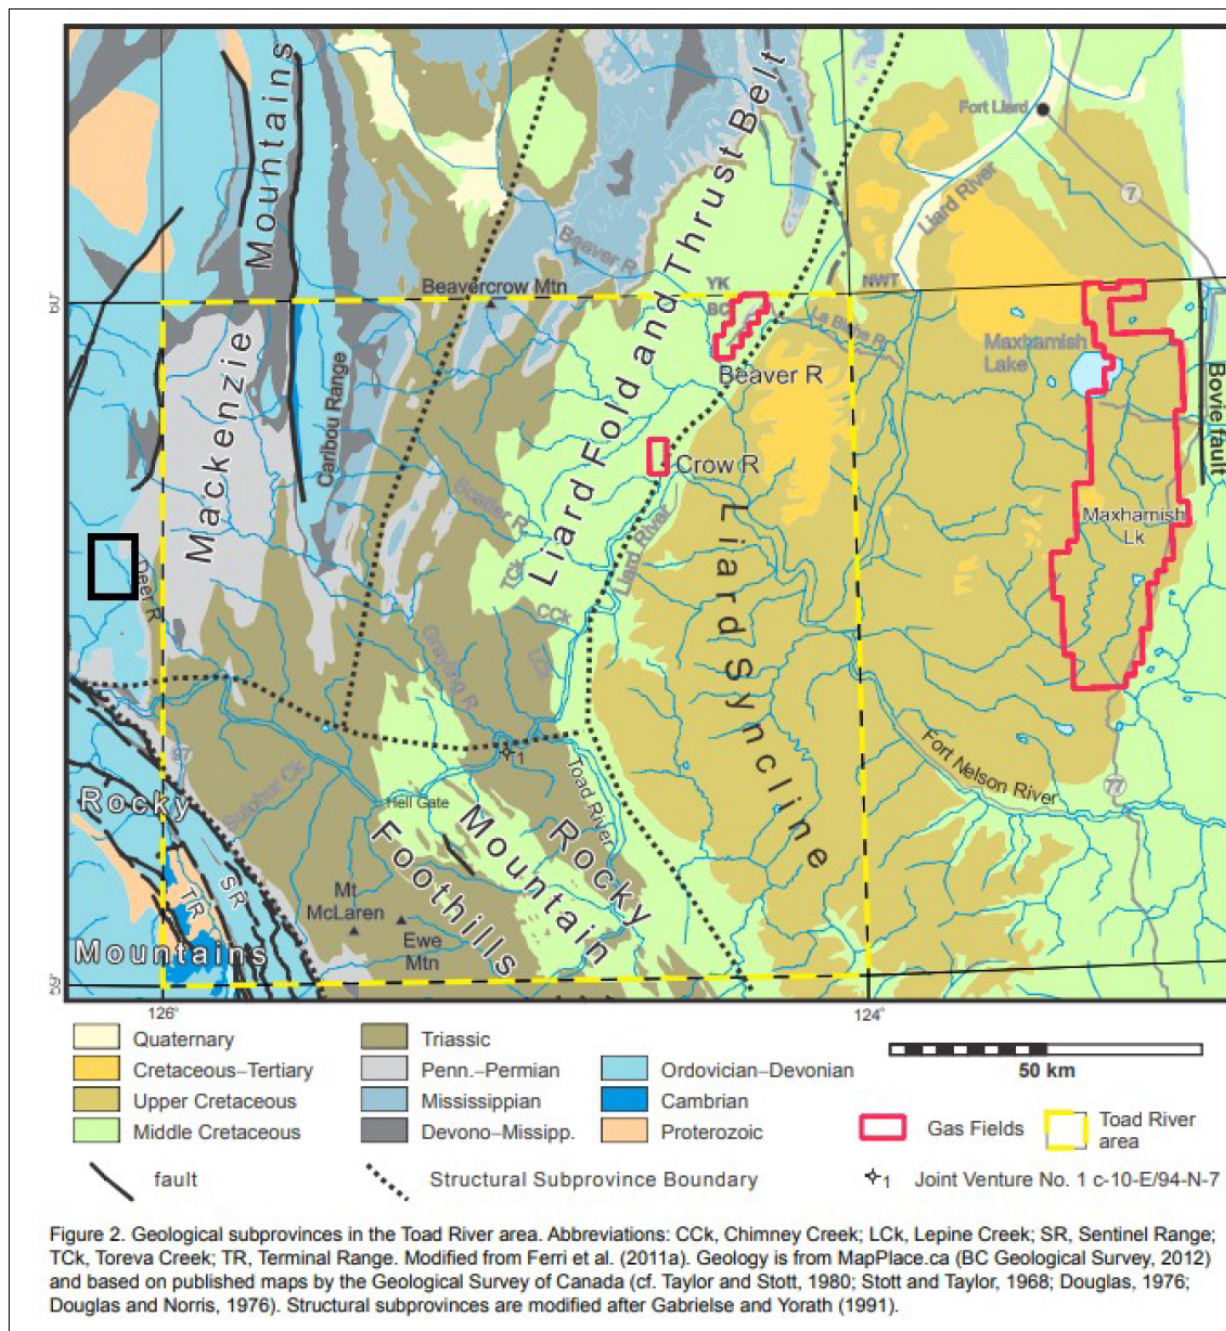 Mountains
Mackenzie
Liard Fold and Thrust Belt
Fort Liard
Liard River
7
Beaver R
Beavercrow Mtn
YK
BC
NWT
60°
La Biche R
Maxhamish
Lake
Beaver R
Bovie fault
Caribou Range
Crow R
Scatter R
Liard River
Maxhamish
Lk
Deer R
TCk
CCk
LCk
Grayling R
Liard Syncline
97
1
Toad River
Fort Nelson River
77
Sulphur Ck
Hell Gate
Rocky
Mountains
Rocky
Mountain
Foothills
SR
TR
Mt
McLaren
Ewe
Mtn
59°
126°
124°
Quaternary
Cretaceous–Tertiary
Upper Cretaceous
Middle Cretaceous
Triassic
Penn.–Permian
Mississippian
Devono–Missipp.
Ordovician–Devonian
Cambrian
Proterozoic
50 km
Gas Fields
Toad River
area
fault
Structural Subprovince Boundary
1 Joint Venture No. 1 c-10-E/94-N-7
Figure 2. Geological subprovinces in the Toad River area. Abbreviations: CCk, Chimney Creek; LCk, Lepine Creek; SR, Sentinel Range;
TCk, Toreva Creek; TR, Terminal Range. Modified from Ferri et al. (2011a). Geology is from MapPlace.ca (BC Geological Survey, 2012)
and based on published maps by the Geological Survey of Canada (cf. Taylor and Stott, 1980; Stott and Taylor, 1968; Douglas, 1976;
Douglas and Norris, 1976). Structural subprovinces are modified after Gabrielse and Yorath (1991).